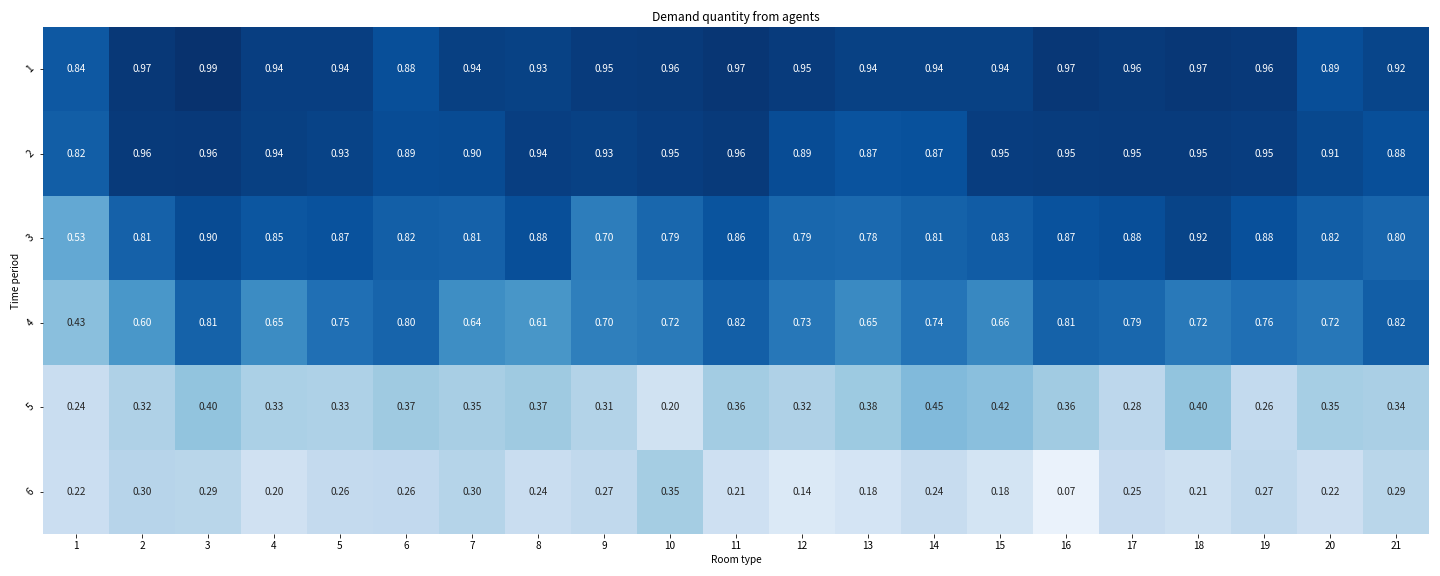 Demand quantity from agents
Time period
1 0.84 0.97 0.99 0.94 0.94 0.88 0.94 0.93 0.95 0.96 0.97 0.95 0.94 0.94 0.94 0.97 0.96 0.97 0.96 0.89 0.92
2 0.82 0.96 0.96 0.94 0.93 0.89 0.90 0.94 0.93 0.95 0.96 0.89 0.87 0.87 0.95 0.95 0.95 0.95 0.95 0.91 0.88
3 0.53 0.81 0.90 0.85 0.87 0.82 0.81 0.88 0.70 0.79 0.86 0.79 0.78 0.81 0.83 0.87 0.88 0.92 0.88 0.82 0.80
4 0.43 0.60 0.81 0.65 0.75 0.80 0.64 0.61 0.70 0.72 0.82 0.73 0.65 0.74 0.66 0.81 0.79 0.72 0.76 0.72 0.82
5 0.24 0.32 0.40 0.33 0.33 0.37 0.35 0.37 0.31 0.20 0.36 0.32 0.38 0.45 0.42 0.36 0.28 0.40 0.26 0.35 0.34
6 0.22 0.30 0.29 0.20 0.26 0.26 0.30 0.24 0.27 0.35 0.21 0.14 0.18 0.24 0.18 0.07 0.25 0.21 0.27 0.22 0.29
1 2 3 4 5 6 7 8 9 10 11 12 13 14 15 16 17 18 19 20 21
Room type